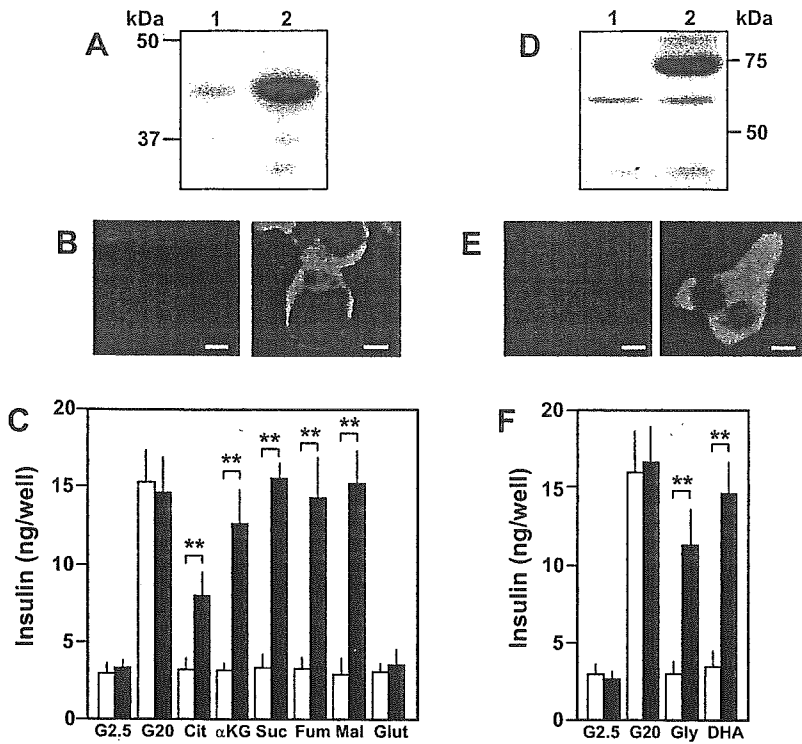 A
kDa 1 2
50
37
D
1 2 kDa
75
50
B
E
C
Insulin (ng/well)
20
15
10
5
0
** ** ** ** **
G2.5 G20 Cit αKG Suc Fum Mal Glut
F
Insulin (ng/well)
20
15
10
5
0
** **
G2.5 G20 Gly DHA